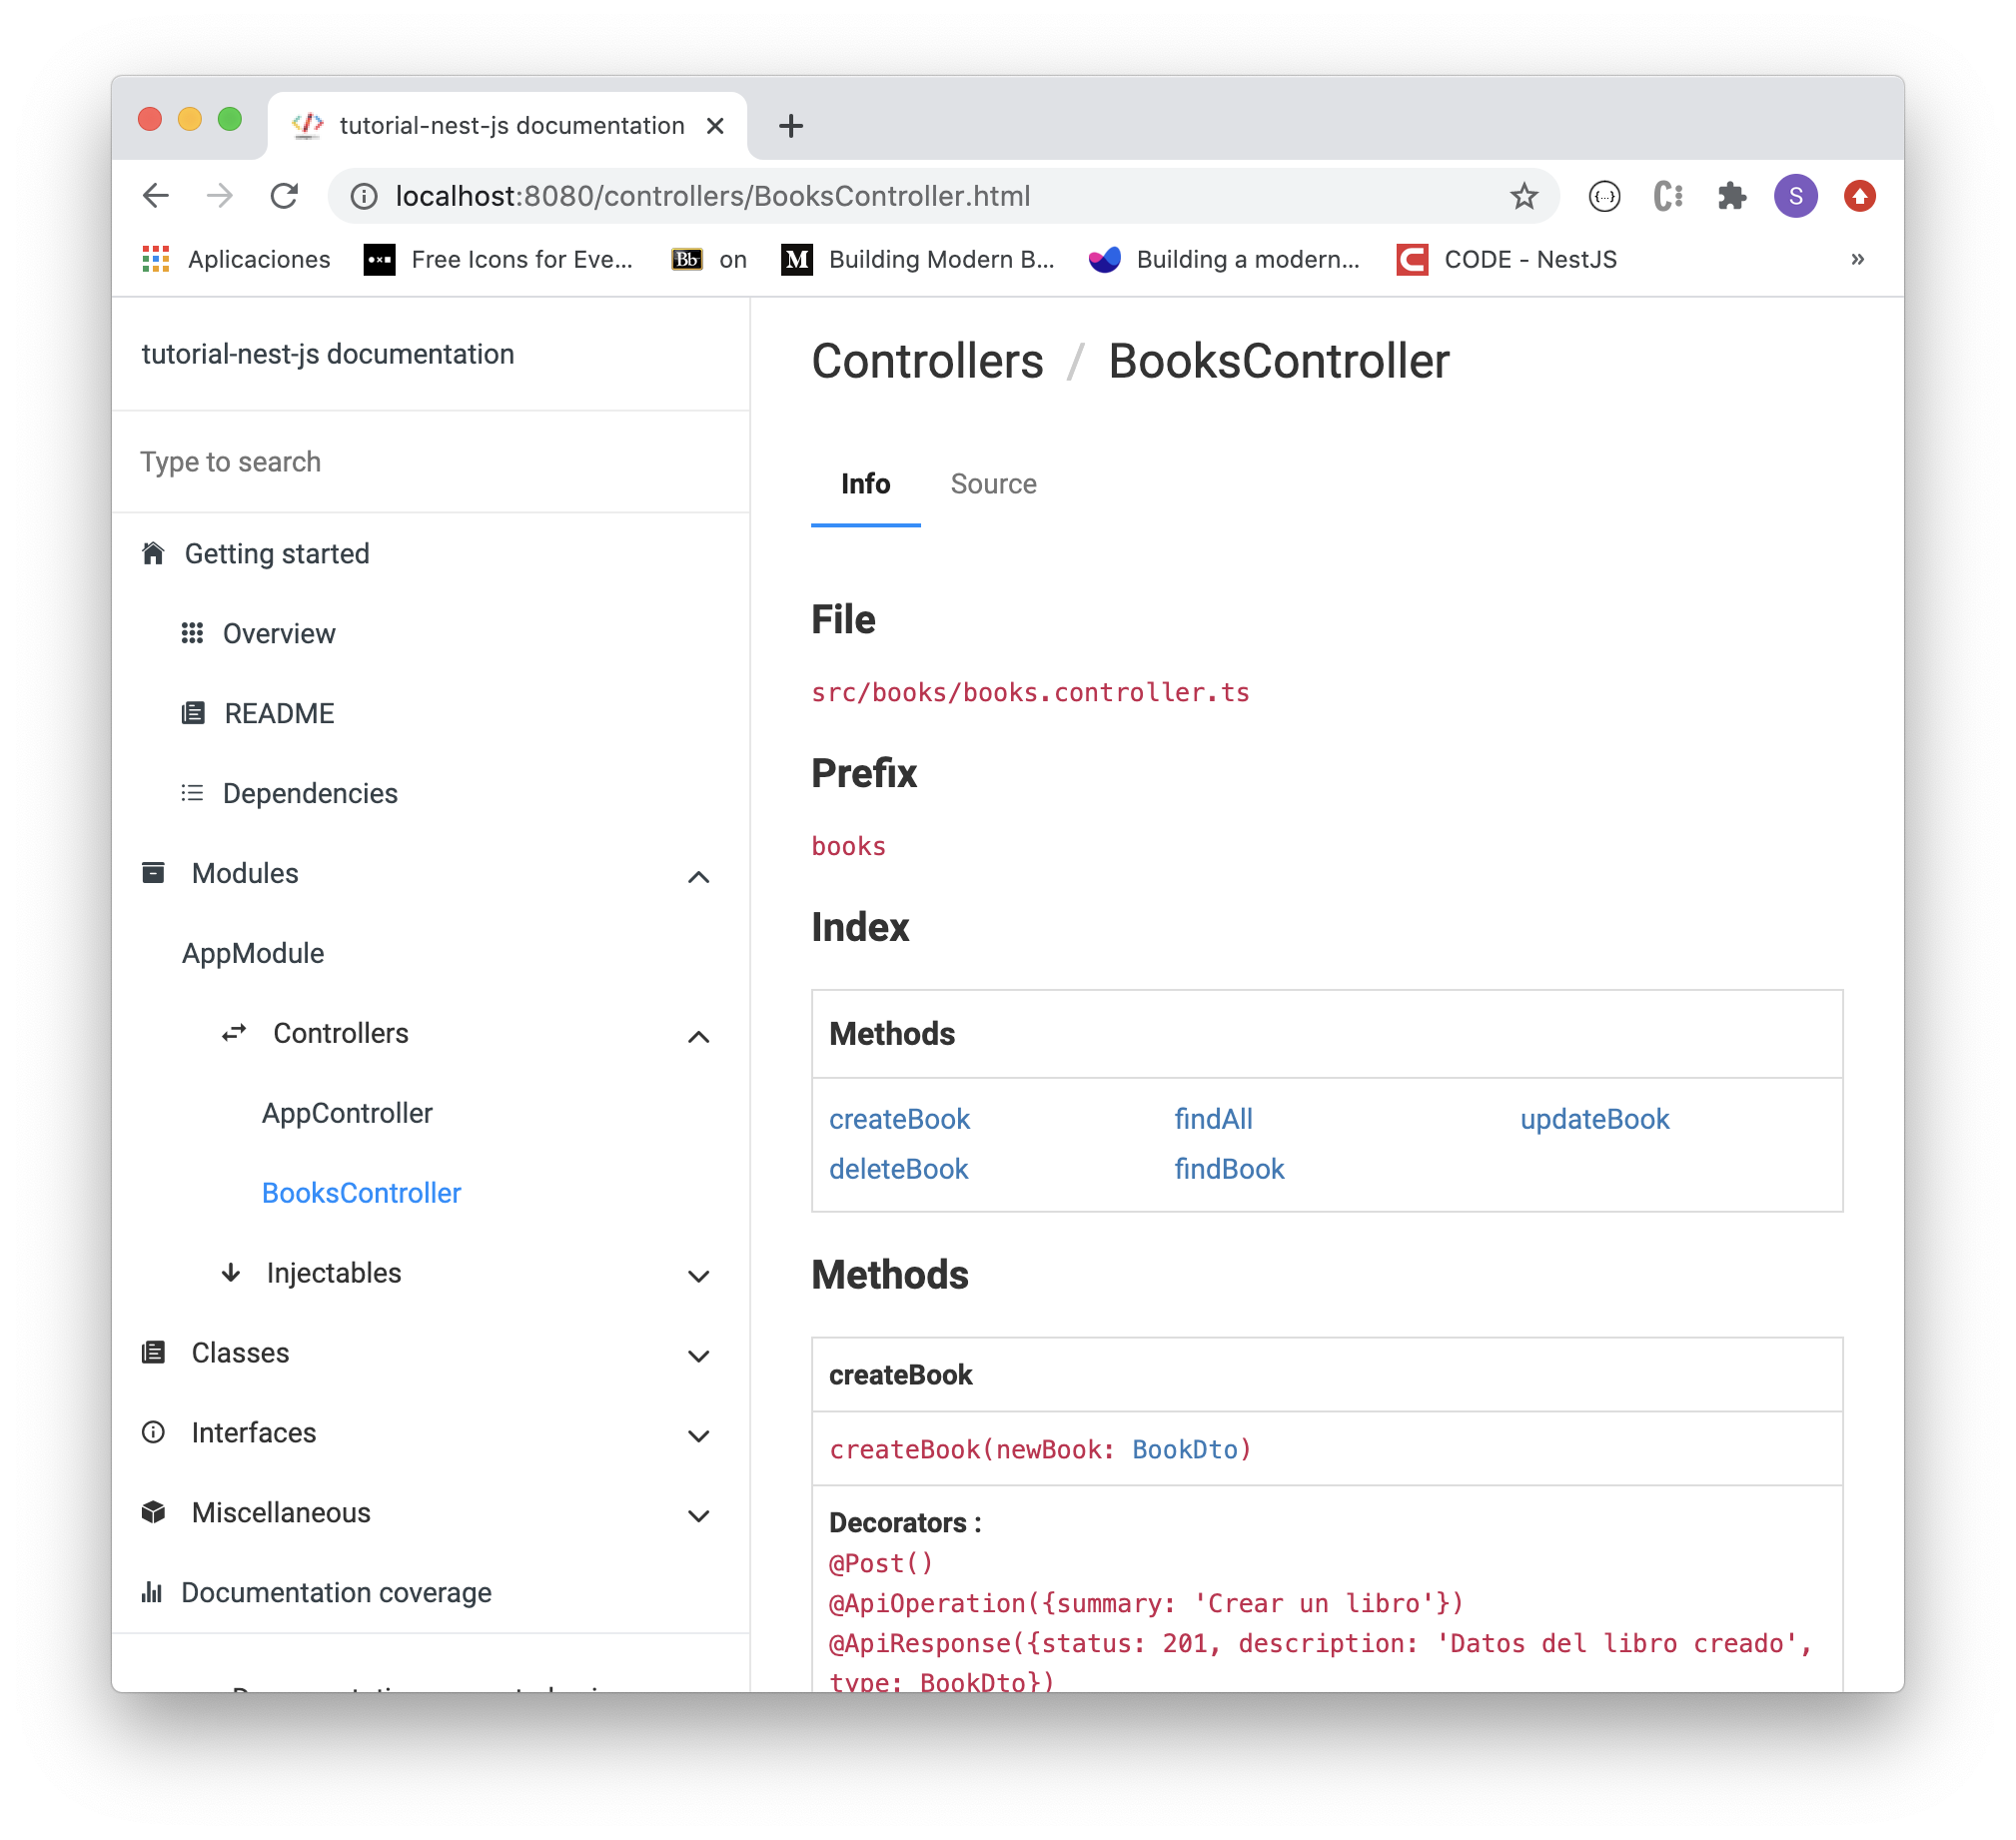 tutorial-nest-js documentation
localhost:8080/controllers/BooksController.html
S
Aplicaciones
Free Icons for Eve...
Bb on
M Building Modern B...
Building a modern...
CODE - NestJS
»
tutorial-nest-js documentation
Type to search
Getting started
Overview
README
Dependencies
Modules
AppModule
Controllers
AppController
BooksController
Injectables
Classes
Interfaces
Miscellaneous
Documentation coverage
Controllers / BooksController
Info
Source
File
src/books/books.controller.ts
Prefix
books
Index
Methods
createBook findAll updateBook
deleteBook findBook
Methods
createBook
createBook(newBook: BookDto)
Decorators :
@Post()
@ApiOperation({summary: 'Crear un libro'})
@ApiResponse({status: 201, description: 'Datos del libro creado',
type: BookDto})